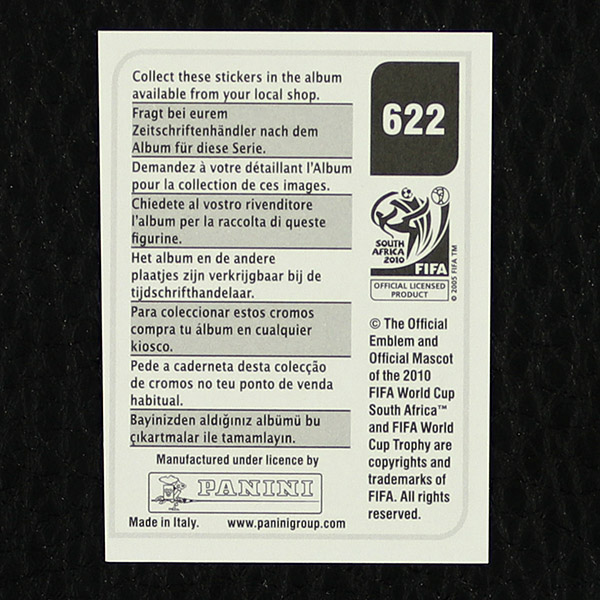 Collect these stickers in the album
available from your local shop.
Fragt bei eurem
Zeitschriftenhändler nach dem
Album für diese Serie.
Demandez à votre détaillant l'Album
pour la collection de ces images.
Chiedete al vostro rivenditore
l'album per la raccolta di queste
figurine.
Het album en de andere
plaatjes zijn verkrijgbaar bij de
tijdschrifthandelaar.
Para coleccionar estos cromos
compra tu álbum en cualquier
kiosco.
Pede a caderneta desta colecção
de cromos no teu ponto de venda
habitual.
Bayinizden aldığınız albümü bu
çıkartmalar ile tamamlayın.
Manufactured under licence by
PANINI
Made in Italy. www.paninigroup.com
622
SOUTH
AFRICA
2010
FIFA
OFFICIAL LICENSED
PRODUCT
© 2005 FIFA TM
© The Official
Emblem and
Official Mascot
of the 2010
FIFA World Cup
South Africa™
and FIFA World
Cup Trophy are
copyrights and
trademarks of
FIFA. All rights
reserved.